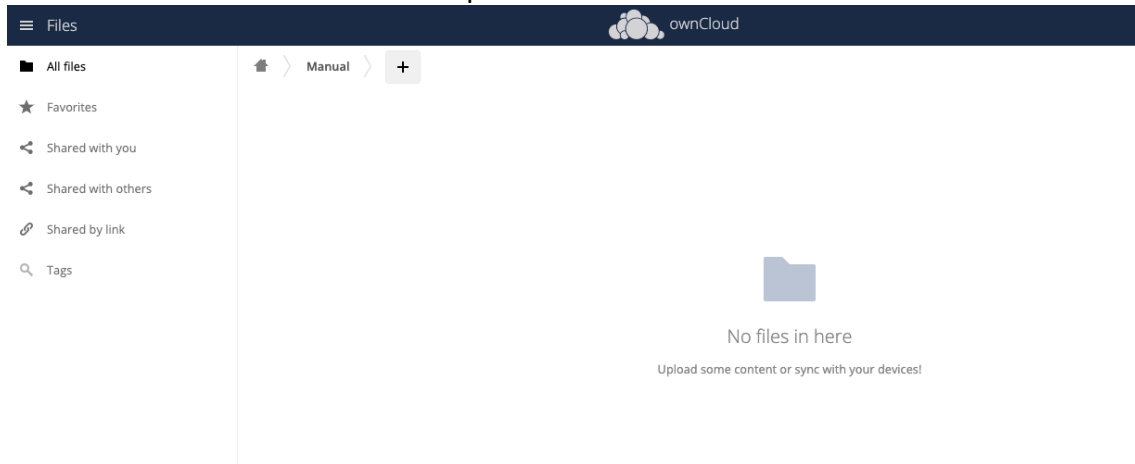 Files
ownCloud
All files
Favorites
Shared with you
Shared with others
Shared by link
Tags
Manual
+
No files in here
Upload some content or sync with your devices!